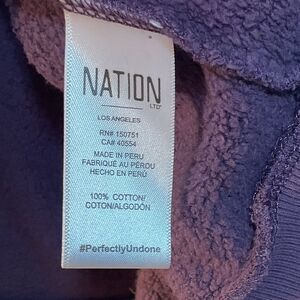 NATION
LTD
LOS ANGELES
RN# 150751
CA# 40554
MADE IN PERU
FABRIQUÉ AU PÉROU
HECHO EN PERÚ
100% COTTON/
COTON/ALGODÓN
#PerfectlyUndone